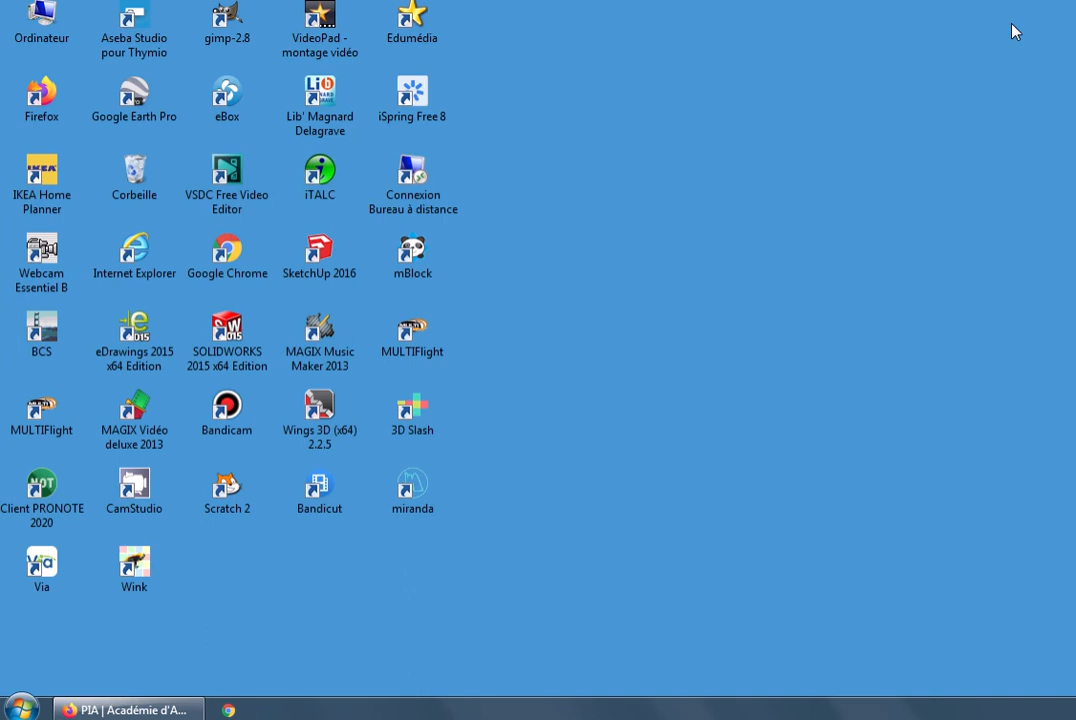 Ordinateur
Aseba Studio
pour Thymio
gimp-2.8
VideoPad -
montage vidéo
Edumédia
Firefox
Google Earth Pro
eBox
Lib' Magnard
Delagrave
iSpring Free 8
IKEA Home
Planner
Corbeille
VSDC Free Video
Editor
iTALC
Connexion
Bureau à distance
Webcam
Essentiel B
Internet Explorer
Google Chrome
SketchUp 2016
mBlock
BCS
eDrawings 2015
x64 Edition
SOLIDWORKS
2015 x64 Edition
MAGIX Music
Maker 2013
MULTIFlight
MULTIFlight
MAGIX Vidéo
deluxe 2013
Bandicam
Wings 3D (x64)
2.2.5
3D Slash
Client PRONOTE
2020
CamStudio
Scratch 2
Bandicut
miranda
Via
Wink
PIA | Académie d'A...